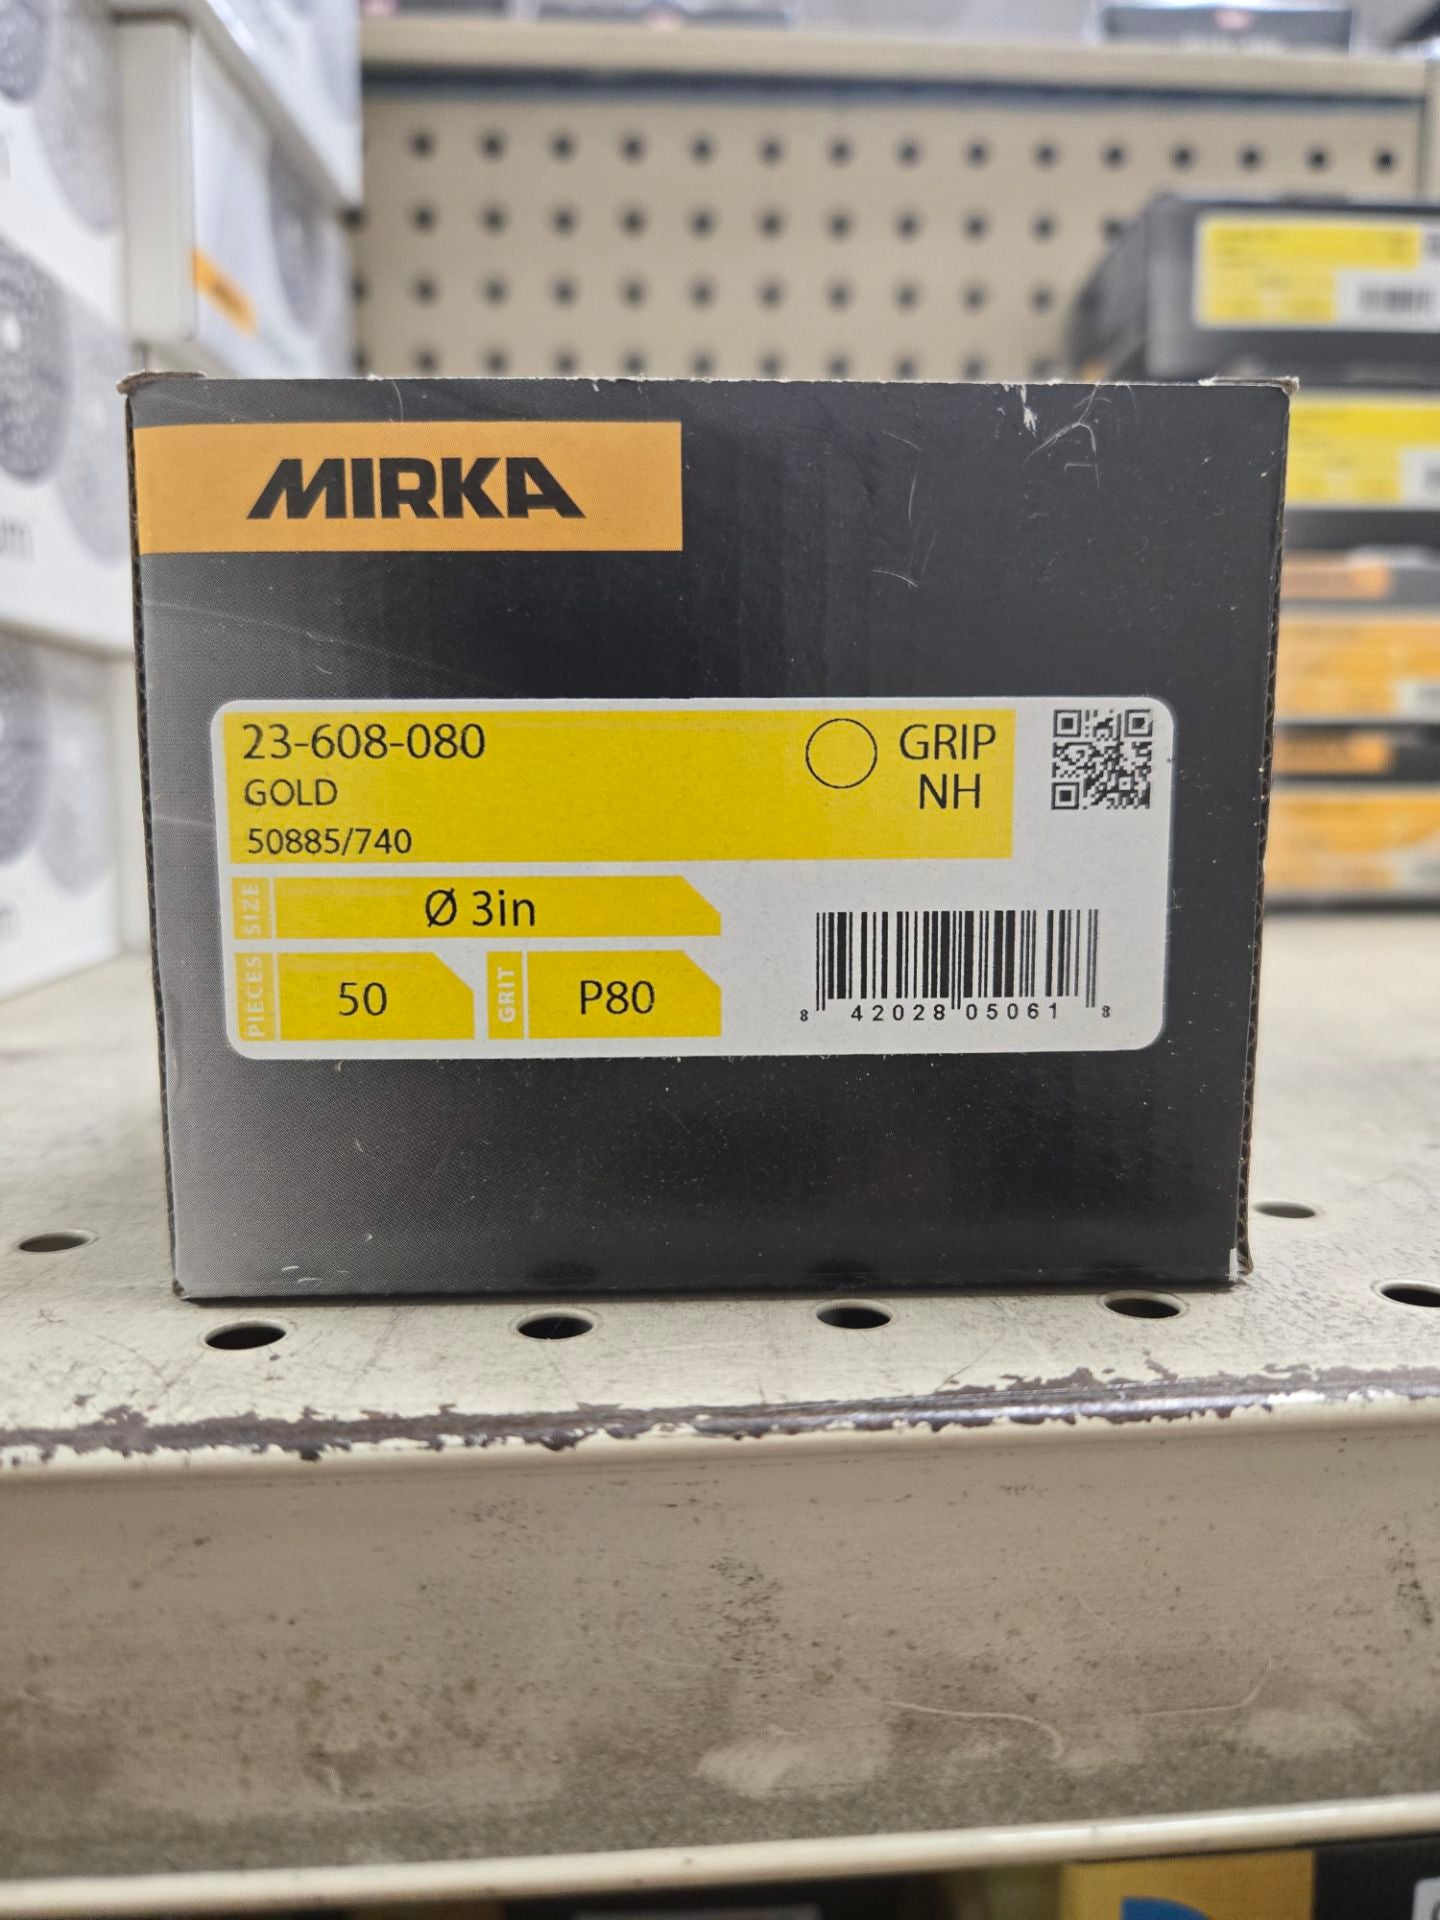 MIRKA
23-608-080
GOLD
50885/740
GRIP
NH
SIZE
Ø 3in
PIECES
50
GRIT
P80
8 42028 05061 8